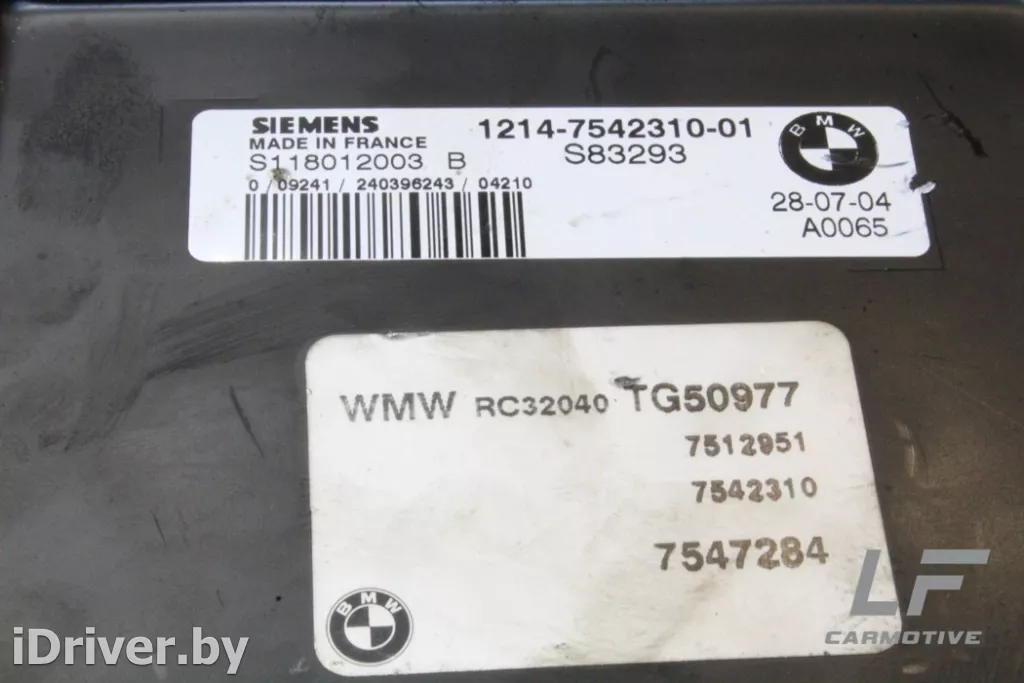 SIEMENS
MADE IN FRANCE
S118012003 B
0 / 09241 / 240396243 / 04210
1214-7542310-01
S83293
BMW
28-07-04
A0065
WMW RC32040 TG50977
7512951
7542310
7547284
BMW
LF
CARMOTIVE
iDriver.by